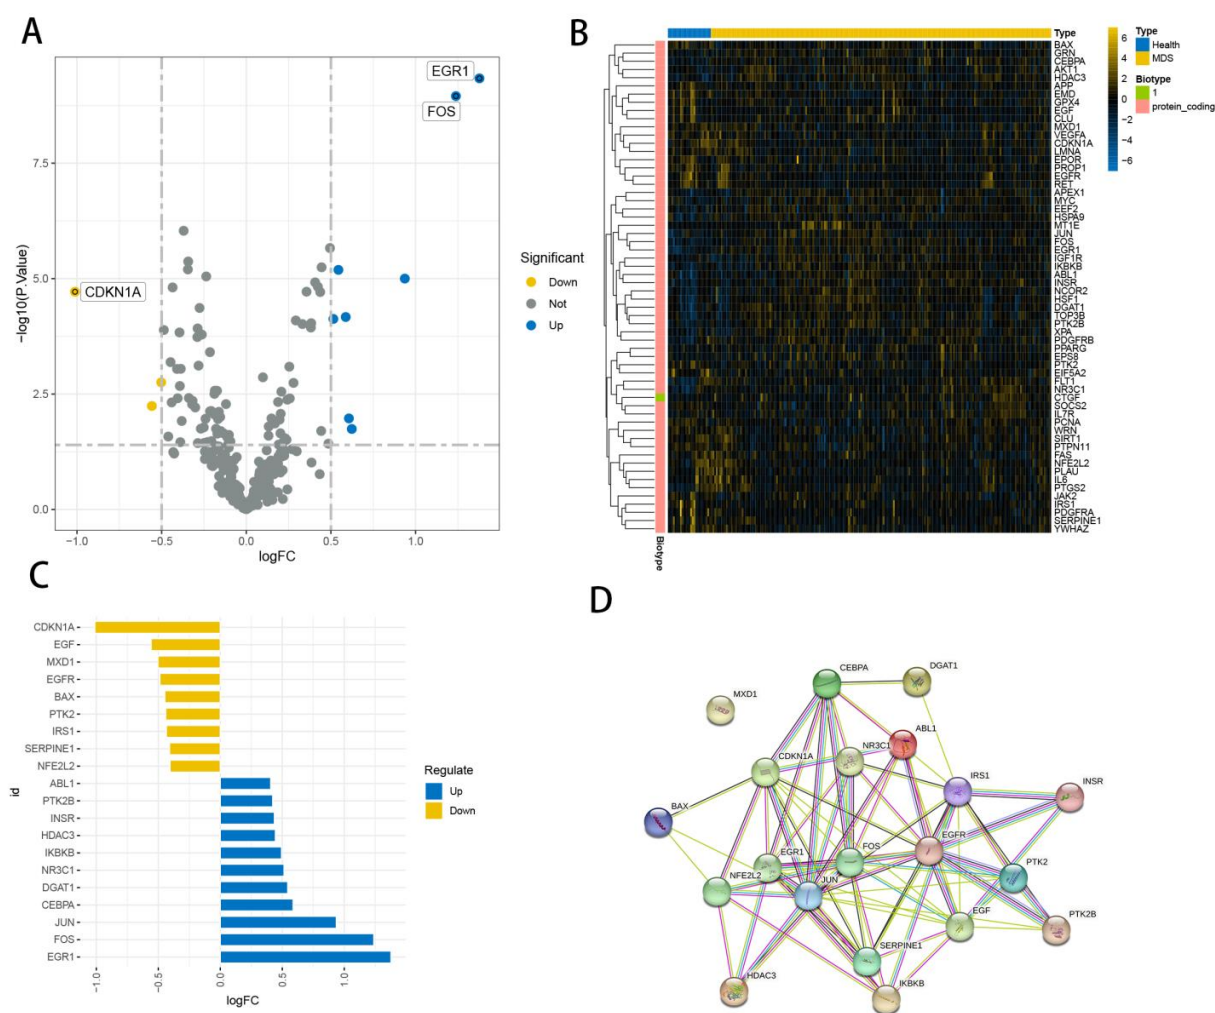 A
EGR1
FOS
CDKN1A
7.5
5.0
2.5
0.0
−log10(P.Value)
−1.0
−0.5
0.0
0.5
1.0
logFC
Significant
Down
Not
Up
B
Type
BAX
GRN
CEBPA
AKT1
HDAC3
APP
EMD
GPX4
EGF
CLU
MXD1
VEGFA
CDKN1A
LMNA
EPOR
PROP1
EGFR
RET
APEX1
MYC
EEF2
HSPA9
MT1E
JUN
FOS
EGR1
IGF1R
IKBKB
ABL1
INSR
NCOR2
HSF1
DGAT1
TOP3B
PTK2B
XPA
PDGFRB
PPARG
EPS8
PTK2
EIF5A2
FLT1
NR3C1
CTGF
SOCS2
IL7R
PCNA
WRN
SIRT1
PTPN11
FAS
NFE2L2
PLAU
IL6
PTGS2
JAK2
IRS1
PDGFRA
SERPINE1
YWHAZ
Biotype
6
4
2
0
−2
−4
−6
Type
Health
MDS
Biotype
1
protein_coding
C
id
CDKN1A
EGF
MXD1
EGFR
BAX
PTK2
IRS1
SERPINE1
NFE2L2
ABL1
PTK2B
INSR
HDAC3
IKBKB
NR3C1
DGAT1
CEBPA
JUN
FOS
EGR1
−1.0
−0.5
0.0
0.5
1.0
logFC
Regulate
Up
Down
D
CEBPA
DGAT1
MXD1
ABL1
NR3C1
CDKN1A
IRS1
INSR
BAX
EGFR
EGR1
FOS
PTK2
NFE2L2
JUN
EGF
PTK2B
SERPINE1
HDAC3
IKBKB